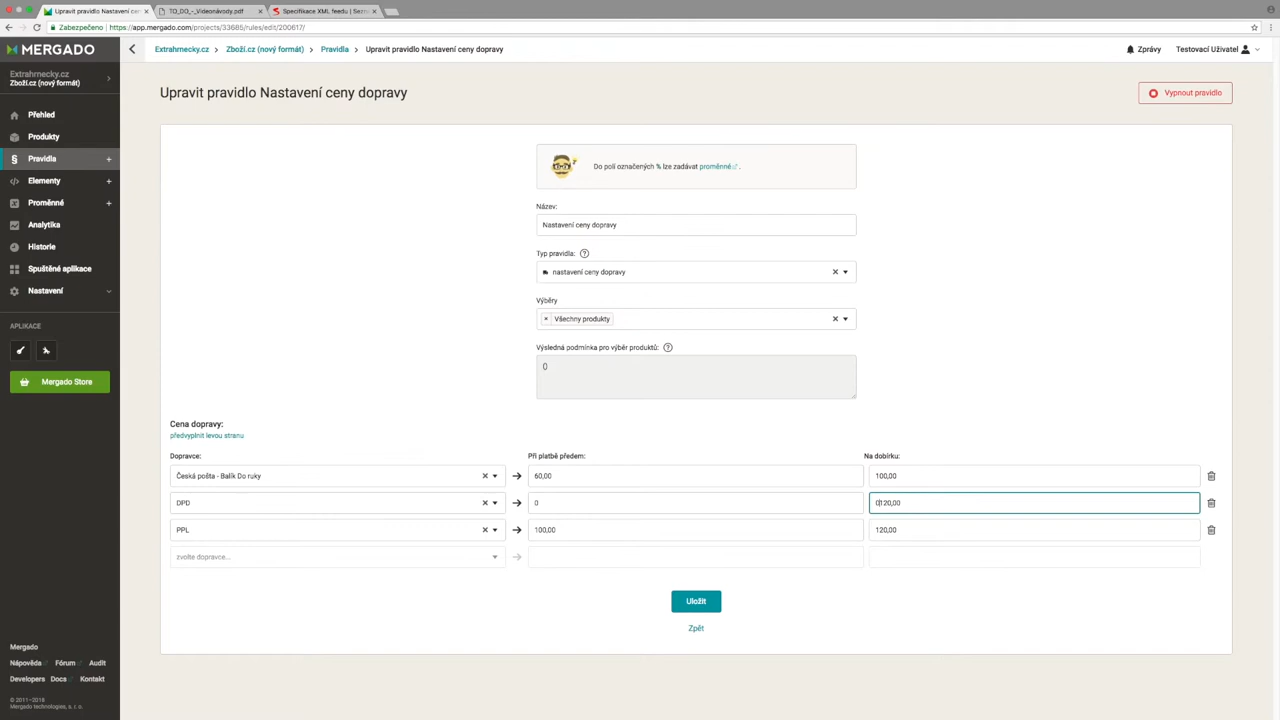 Upravit pravidlo Nastavení cen
TO_DO_-_Videonávody.pdf
Specifikace XML feedu | Sezn
Zabezpečeno
https://app.mergado.com/projects/33685/rules/edit/200617/
MERGADO
Extrahrnecky.cz
Zboží.cz (nový formát)
Pravidla
Upravit pravidlo Nastavení ceny dopravy
Zprávy
Testovací Uživatel
Extrahrnecky.cz
Zboží.cz (nový formát)
Upravit pravidlo Nastavení ceny dopravy
Vypnout pravidlo
Přehled
Produkty
Pravidla
Elementy
Proměnné
Analytika
Historie
Spuštěné aplikace
Nastavení
APLIKACE
Mergado Store
Do polí označených % lze zadávat proměnné .
Název:
Nastavení ceny dopravy
Typ pravidla:
nastavení ceny dopravy
Výběry
× Všechny produkty
Výsledná podmínka pro výběr produktů:
()
Cena dopravy:
předvyplnit levou stranu
Dopravce: Při platbě předem: Na dobírku:
Česká pošta - Balík Do ruky 60,00 100,00
DPD 0 0120,00
PPL 100,00 120,00
zvolte dopravce...
Uložit
Zpět
Mergado
Nápověda Fórum Audit
Developers Docs Kontakt
© 2011–2018
Mergado technologies, s. r. o.